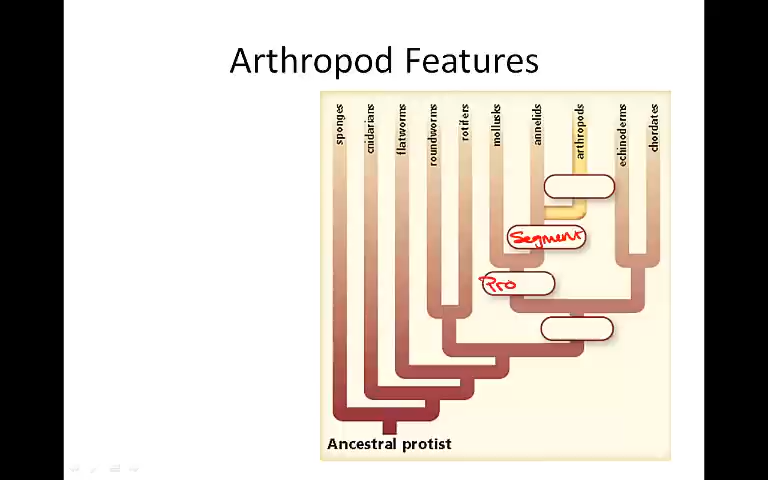 Arthropod Features
sponges
cnidarians
flatworms
roundworms
rotifers
mollusks
annelids
arthropods
echinoderms
chordates
Segment
Pro
Ancestral protist